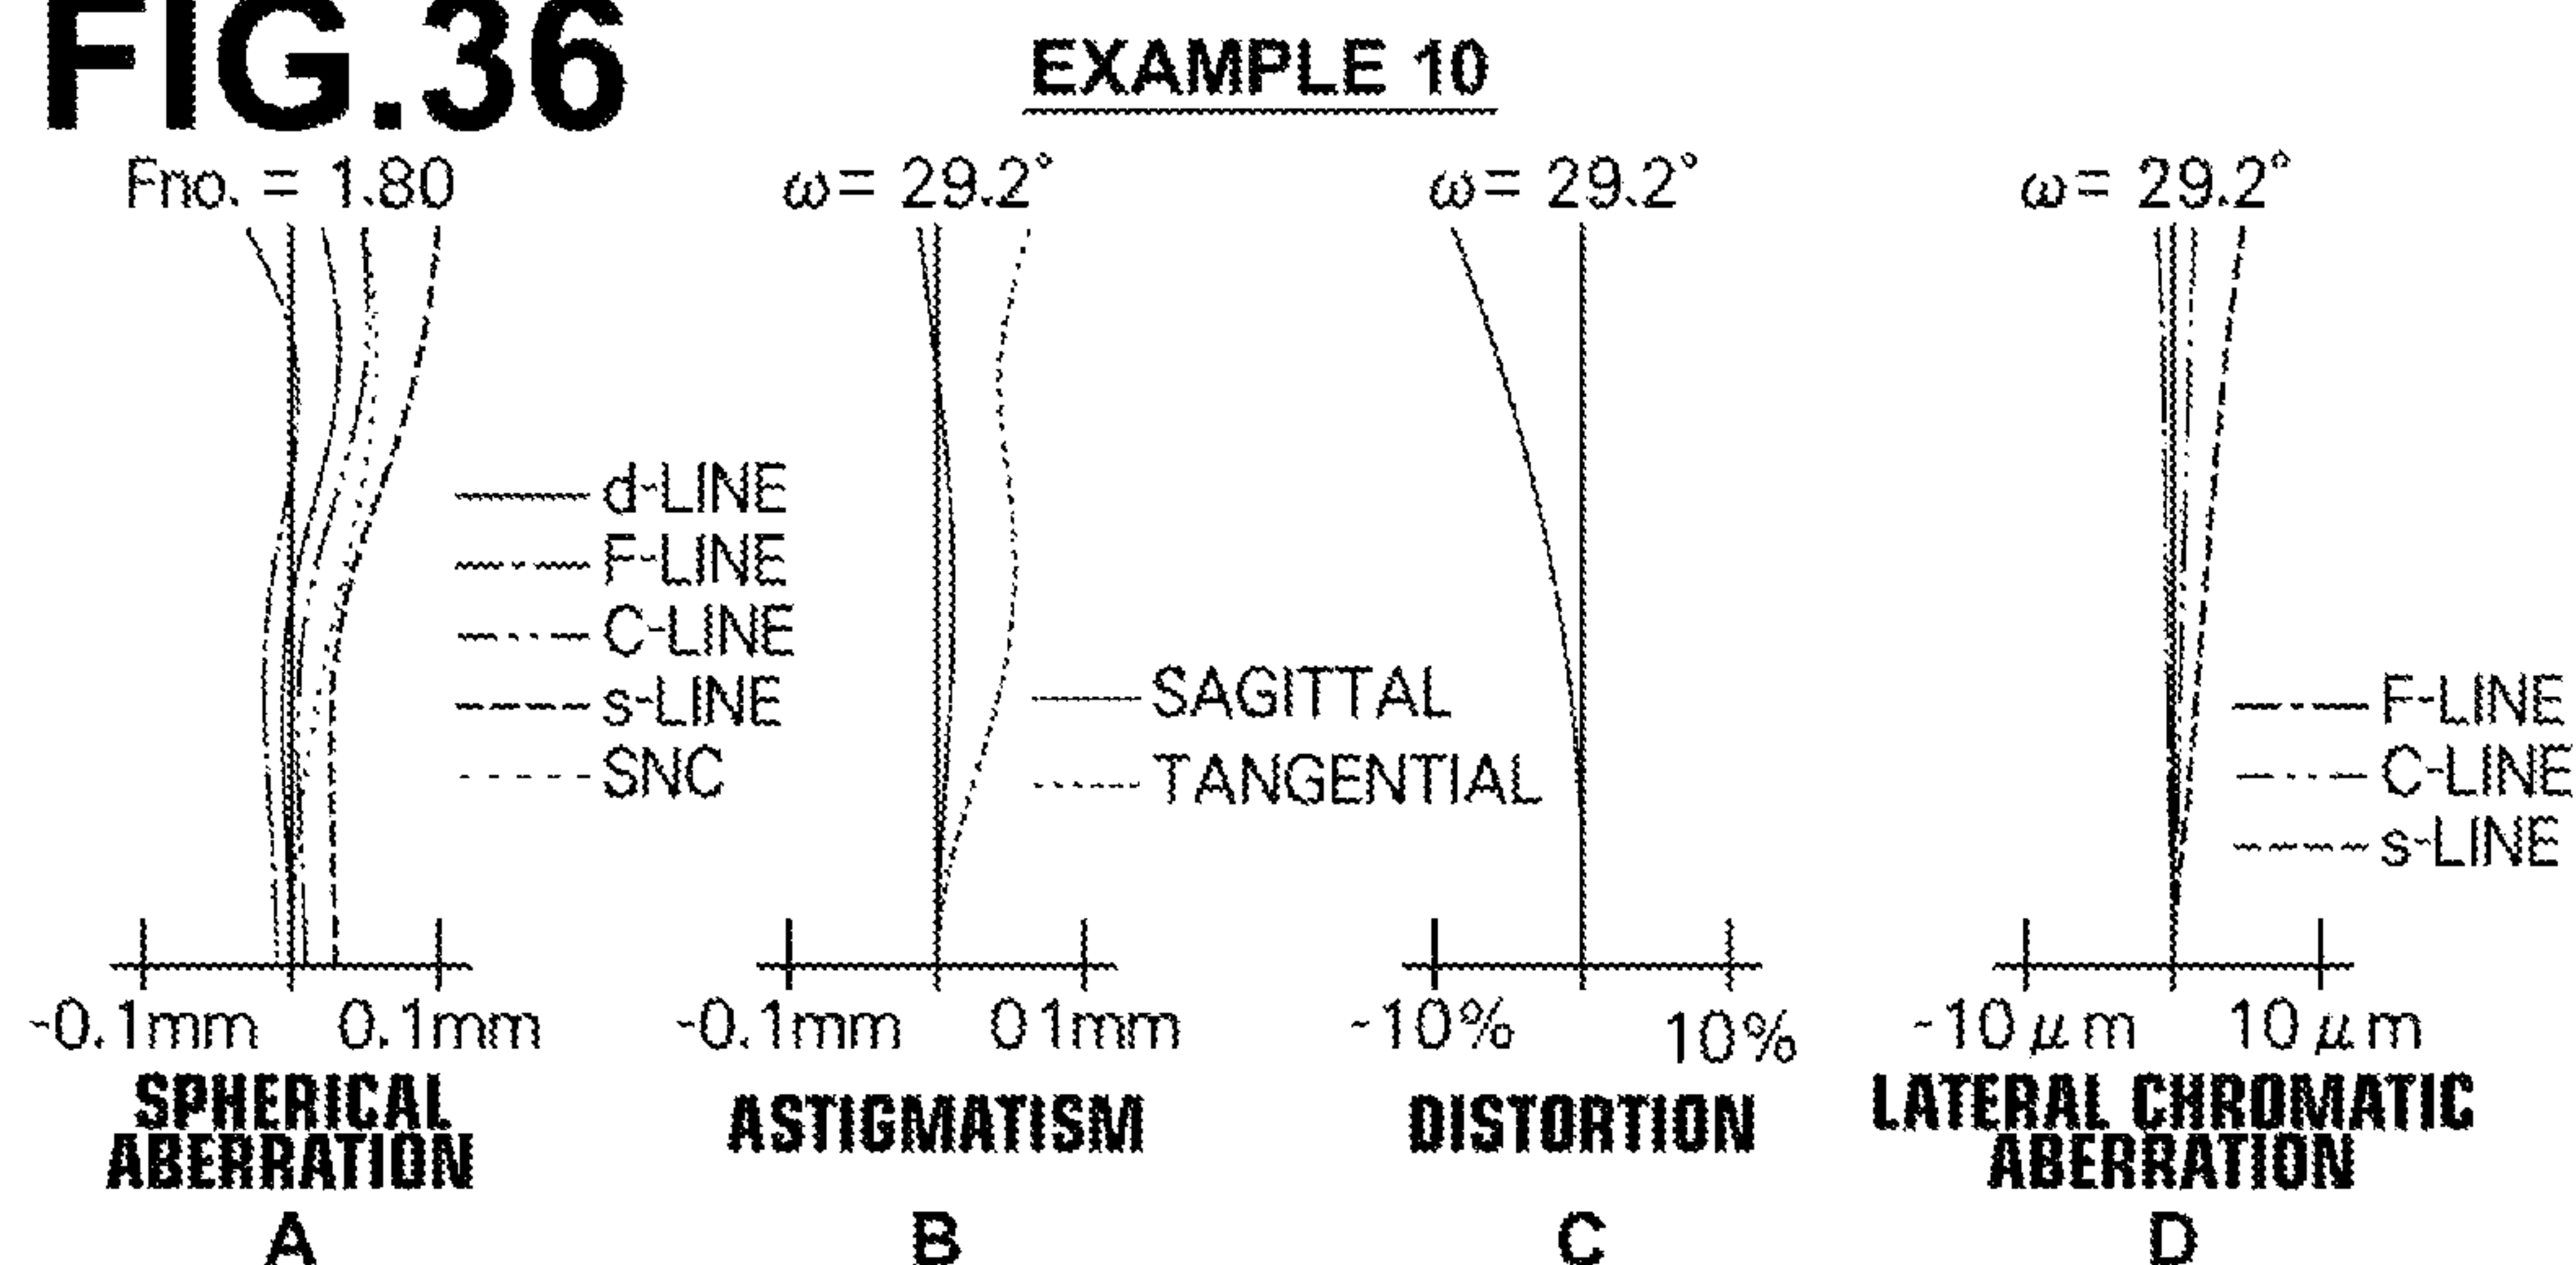 FIG.36
EXAMPLE 10
Fno. = 1.80
d-LINE
F-LINE
C-LINE
s-LINE
SNC
-0.1mm 0.1mm
SPHERICAL
ABERRATION
A
ω= 29.2°
SAGITTAL
TANGENTIAL
-0.1mm 0 1mm
ASTIGMATISM
B
ω= 29.2°
-10% 10%
DISTORTION
C
ω= 29.2°
F-LINE
C-LINE
s-LINE
-10μm 10μm
LATERAL CHROMATIC
ABERRATION
D